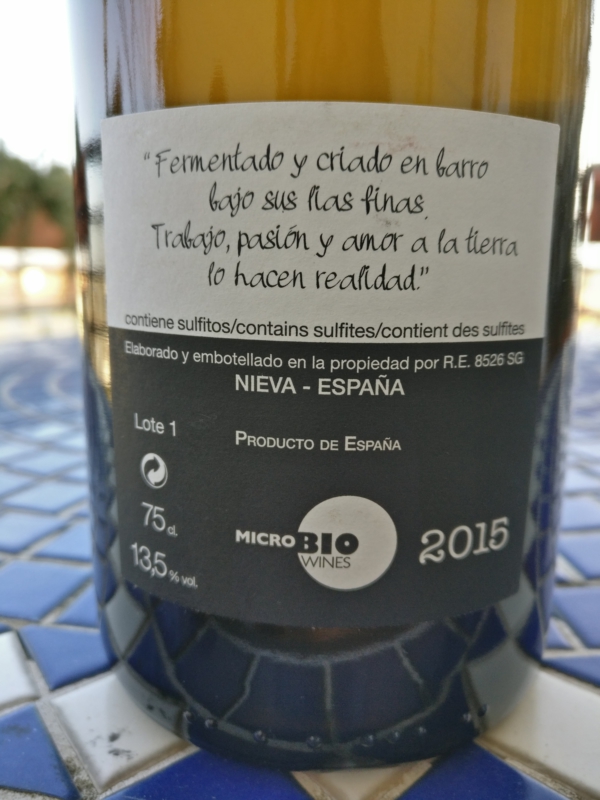 “Fermentado y criado en barro
bajo sus lías finas.
Trabajo, pasión y amor a la tierra
lo hacen realidad.”
contiene sulfitos/contains sulfites/contient des sulfites
Elaborado y embotellado en la propiedad por R.E. 8526 SG
NIEVA - ESPAÑA
Lote 1
PRODUCTO DE ESPAÑA
75 cl.
13,5 % vol.
MICROBIO
WINES
2015